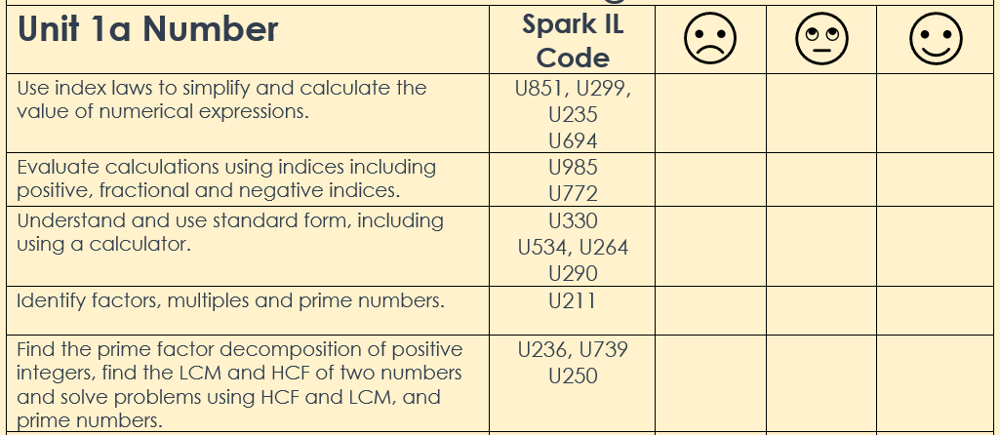 Unit 1a Number
Spark IL
Code
Use index laws to simplify and calculate the
value of numerical expressions.
U851, U299,
U235
U694
Evaluate calculations using indices including
positive, fractional and negative indices.
U985
U772
Understand and use standard form, including
using a calculator.
U330
U534, U264
U290
Identify factors, multiples and prime numbers.
U211
Find the prime factor decomposition of positive
integers, find the LCM and HCF of two numbers
and solve problems using HCF and LCM, and
prime numbers.
U236, U739
U250